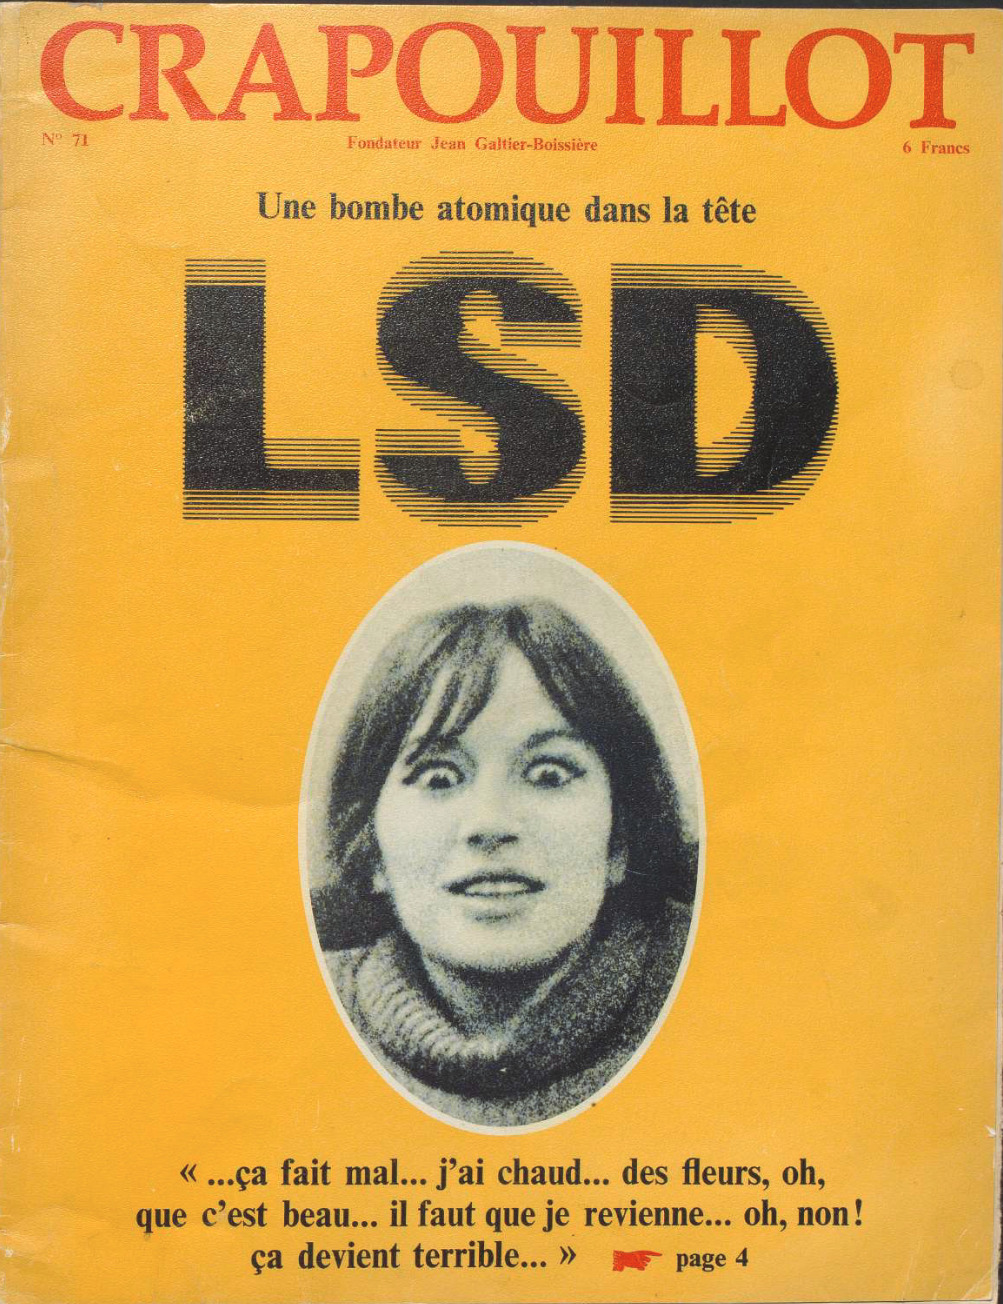 CRAPOUILLOT
N° 71 Fondateur Jean Galtier-Boissière 6 Francs
Une bombe atomique dans la tête
LSD
« ...ça fait mal... j'ai chaud... des fleurs, oh,
que c'est beau... il faut que je revienne... oh, non!
ça devient terrible... » page 4